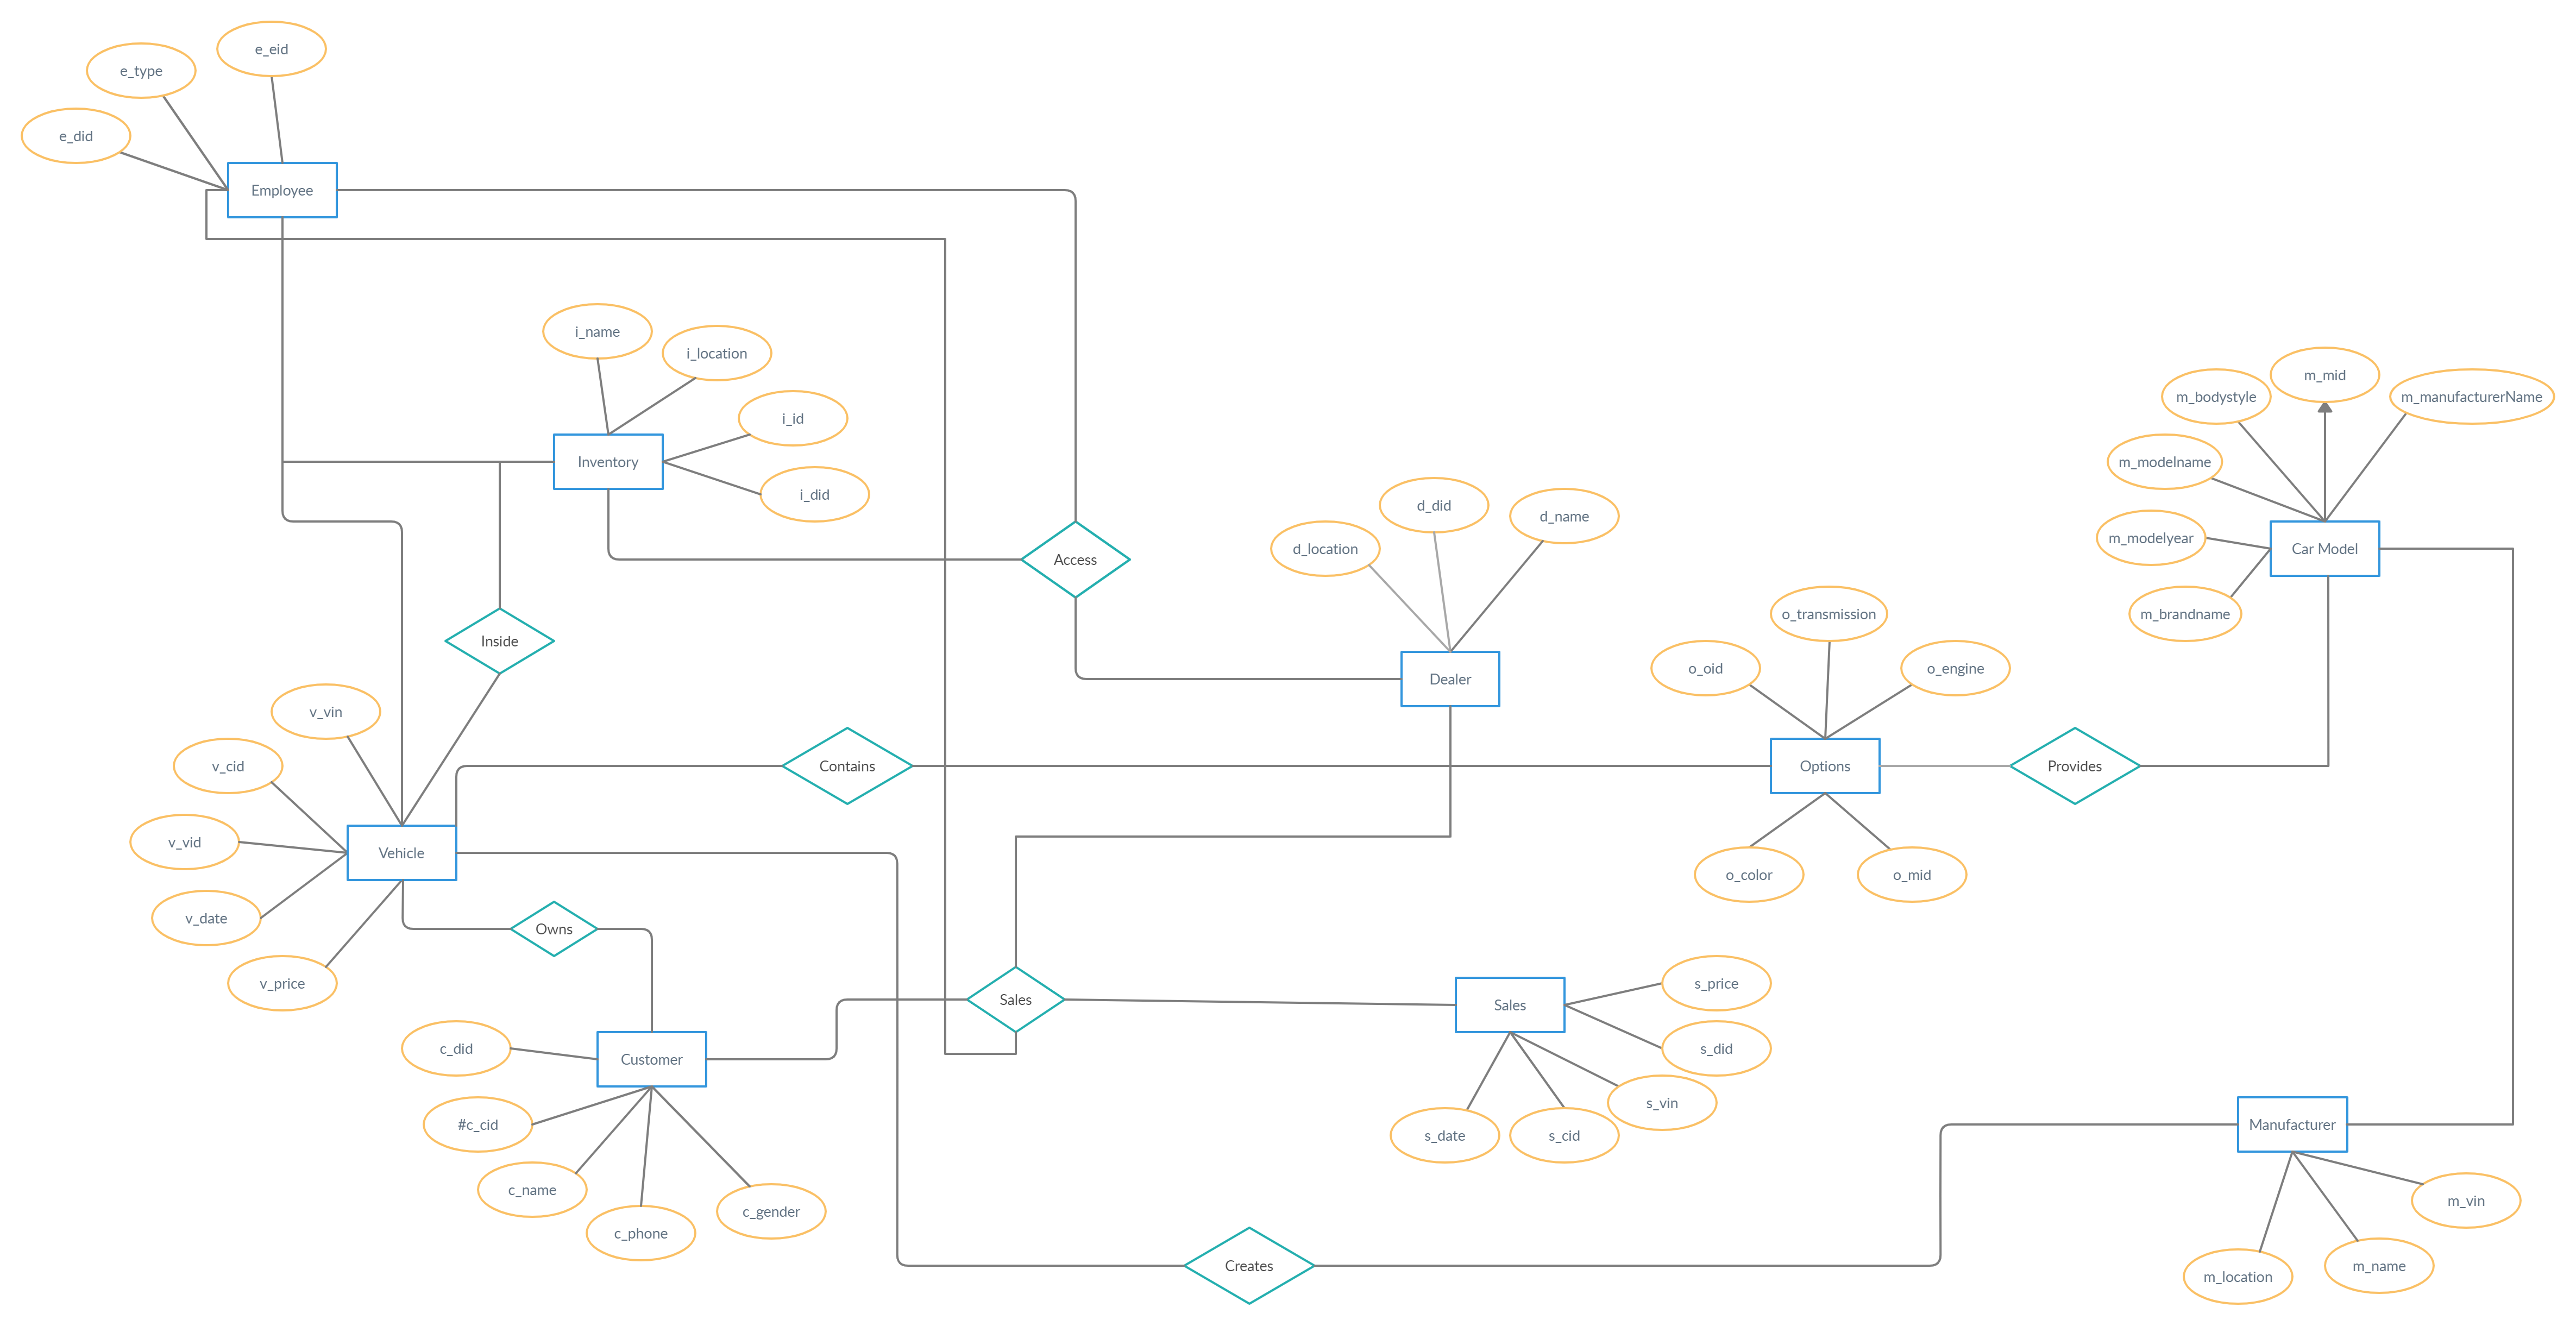 e_eid
e_type
e_did
Employee
i_name
i_location
i_id
Inventory
i_did
m_mid
m_bodystyle
m_manufacturerName
m_modelname
m_modelyear
Car Model
m_brandname
d_did
d_name
d_location
Access
Dealer
Inside
o_transmission
o_oid
o_engine
v_vin
v_cid
Contains
Options
Provides
v_vid
Vehicle
o_color
o_mid
v_date
Owns
v_price
Sales
Sales
s_price
s_did
s_vin
s_date
s_cid
c_did
Customer
#c_cid
c_name
c_phone
c_gender
Manufacturer
m_vin
m_name
m_location
Creates